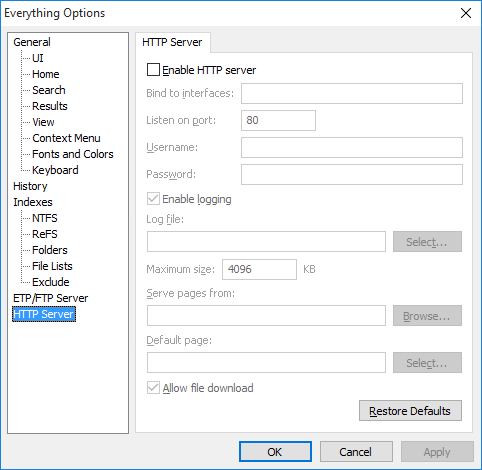 Everything Options
General
UI
Home
Search
Results
View
Context Menu
Fonts and Colors
Keyboard
History
Indexes
NTFS
ReFS
Folders
File Lists
Exclude
ETP/FTP Server
HTTP Server
HTTP Server
Enable HTTP server
Bind to interfaces:
Listen on port: 80
Username:
Password:
Enable logging
Log file:
Select...
Maximum size: 4096 KB
Serve pages from:
Browse...
Default page:
Select...
Allow file download
Restore Defaults
OK Cancel Apply